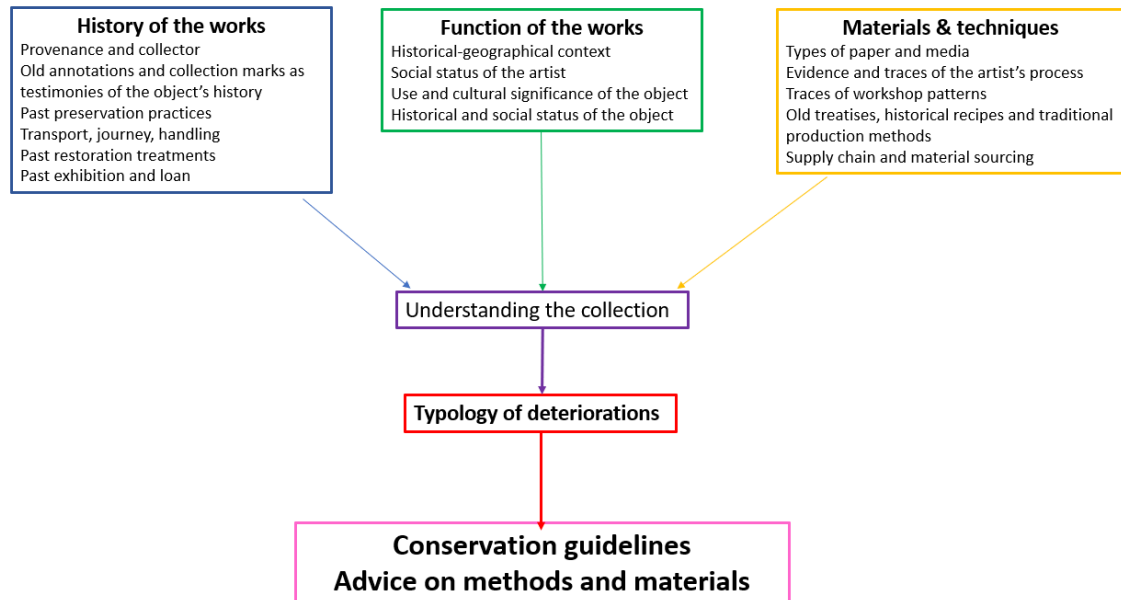 History of the works
Provenance and collector
Old annotations and collection marks as
testimonies of the object's history
Past preservation practices
Transport, journey, handling
Past restoration treatments
Past exhibition and loan
Function of the works
Historical-geographical context
Social status of the artist
Use and cultural significance of the object
Historical and social status of the object
Materials & techniques
Types of paper and media
Evidence and traces of the artist's process
Traces of workshop patterns
Old treatises, historical recipes and traditional
production methods
Supply chain and material sourcing
Understanding the collection
Typology of deteriorations
Conservation guidelines
Advice on methods and materials